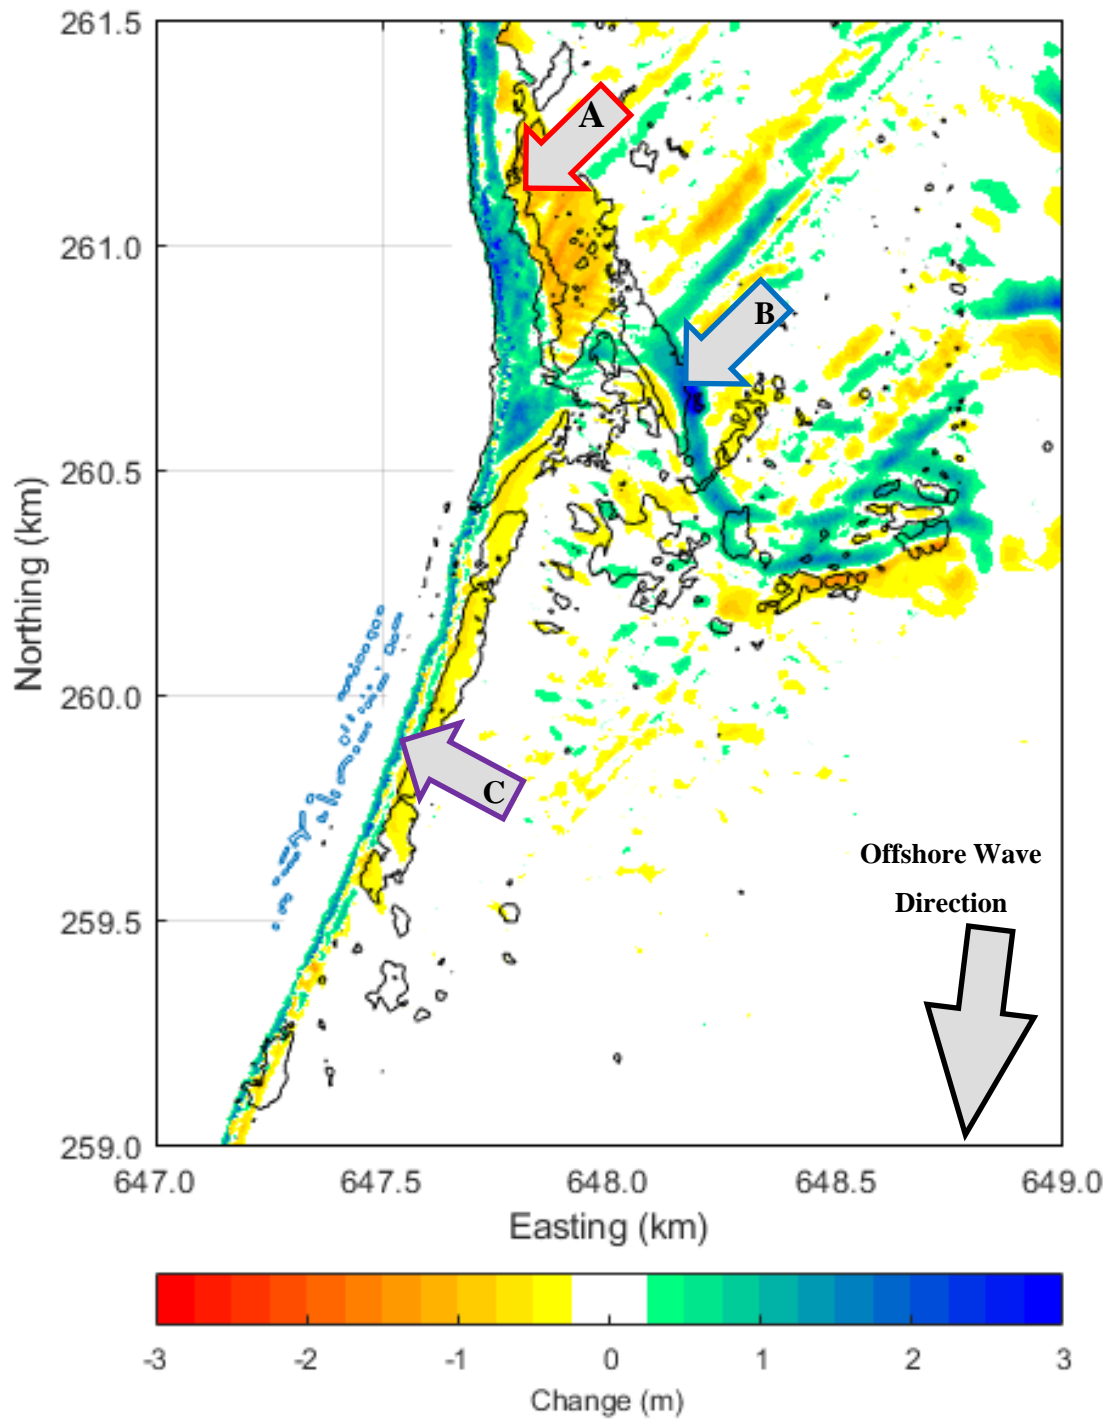 261.5
A
261.0
B
260.5
Northing (km)
260.0
C
Offshore Wave
Direction
259.5
259.0
647.0 647.5 648.0 648.5 649.0
Easting (km)
-3 -2 -1 0 1 2 3
Change (m)